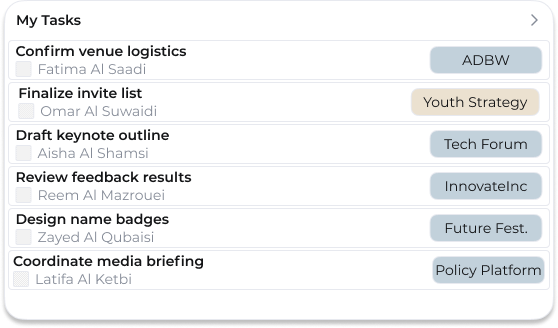 My Tasks
Confirm venue logistics
Fatima Al Saadi
ADBW
Finalize invite list
Omar Al Suwaidi
Youth Strategy
Draft keynote outline
Aisha Al Shamsi
Tech Forum
Review feedback results
Reem Al Mazrouei
InnovateInc
Design name badges
Zayed Al Qubaisi
Future Fest.
Coordinate media briefing
Latifa Al Ketbi
Policy Platform